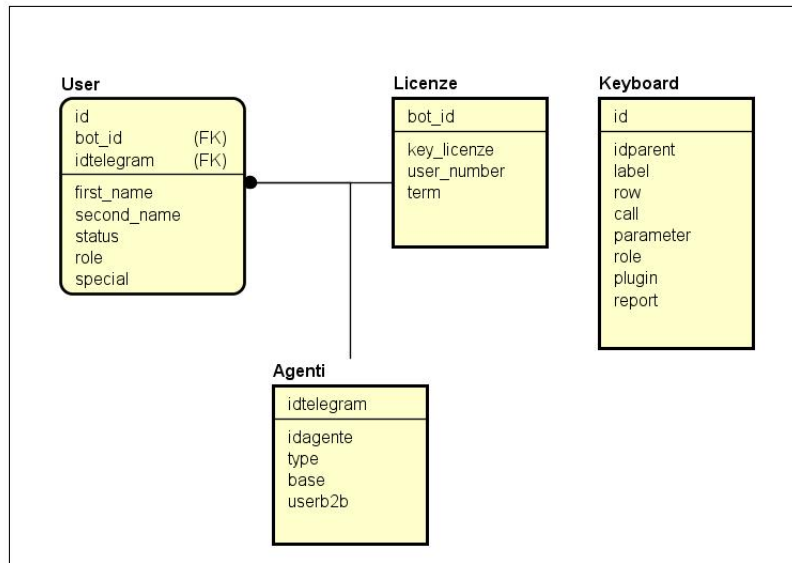 User
id
bot_id (FK)
idtelegram (FK)
first_name
second_name
status
role
special
Licenze
bot_id
key_licenze
user_number
term
Keyboard
id
idparent
label
row
call
parameter
role
plugin
report
Agenti
idtelegram
idagente
type
base
userb2b